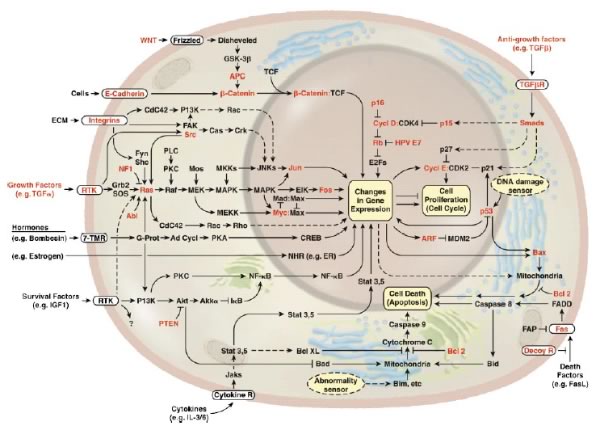 WNT Frizzled Disheveled
GSK-3β
APC
Cells E-Cadherin β-Catenin β-Catenin:TCF
TCF
ECM Integrins CdC42 P13K Rac
FAK
Src Cas Crk
Fyn
Shc
NF1
PLC
PKC
Mos MKKs JNKs Jun
Growth Factors
(e.g. TGFα)
RTK Grb2
SOS
Ras Raf MEK MAPK MAPK ElK Fos
Abl
MEKK
Mad:Max
Myc:Max
CdC42 Rac Rho
Hormones
(e.g. Bombesin) 7-TMR G-Prot Ad Cycl PKA CREB
(e.g. Estrogen) NHR (e.g. ER)
PKC NF-κB NF-κB
Survival Factors
(e.g. IGF1)
RTK P13K Akt Akkα IκB
?
PTEN
Stat 3,5
Stat 3,5 Bcl XL
Jaks
Cytokine R
Cytokines
(e.g. IL-3/6)
Anti-growth factors
(e.g. TGFβ)
TGFβR
Smads
p16
Cycl D:CDK4 p15
Rb HPV E7
E2Fs
p27
Cycl E:CDK2 p21
DNA damage
sensor
Changes
in Gene
Expression
Cell
Proliferation
(Cell Cycle)
p53
ARF MDM2
Bax
Mitochondria
Bcl 2
Cell Death
(Apoptosis)
Caspase 8 FADD
Caspase 9
FAP Fas
Cytochrome C
Bcl 2
Decoy R
Bad Mitochondria Bid
Abnormality
sensor
Bim, etc
Death
Factors
(e.g. FasL)